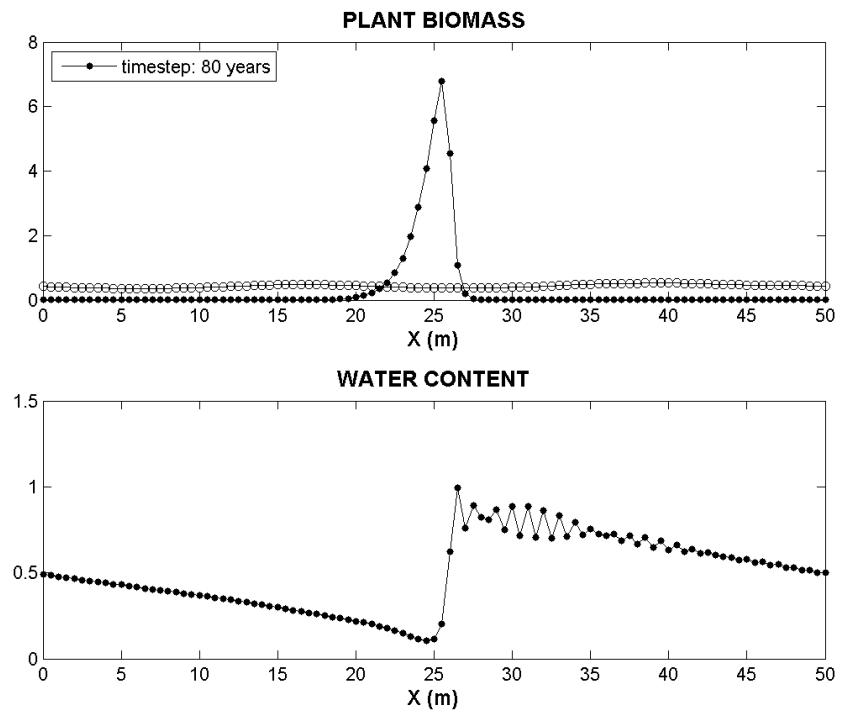 PLANT BIOMASS
8
timestep: 80 years
6
4
2
0
0 5 10 15 20 25 30 35 40 45 50
X (m)
WATER CONTENT
1.5
1
0.5
0
0 5 10 15 20 25 30 35 40 45 50
X (m)